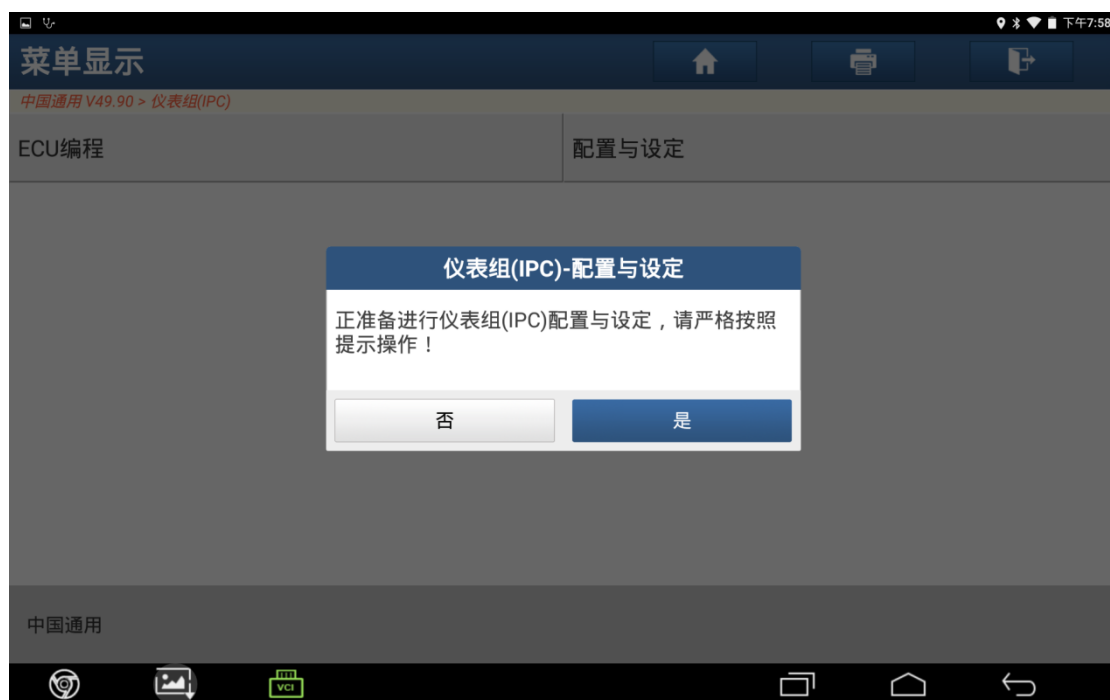 下午7:58
菜单显示
中国通用 V49.90 > 仪表组(IPC)
ECU编程
配置与设定
仪表组(IPC)-配置与设定
正准备进行仪表组(IPC)配置与设定，请严格按照
提示操作！
否
是
中国通用
VCI